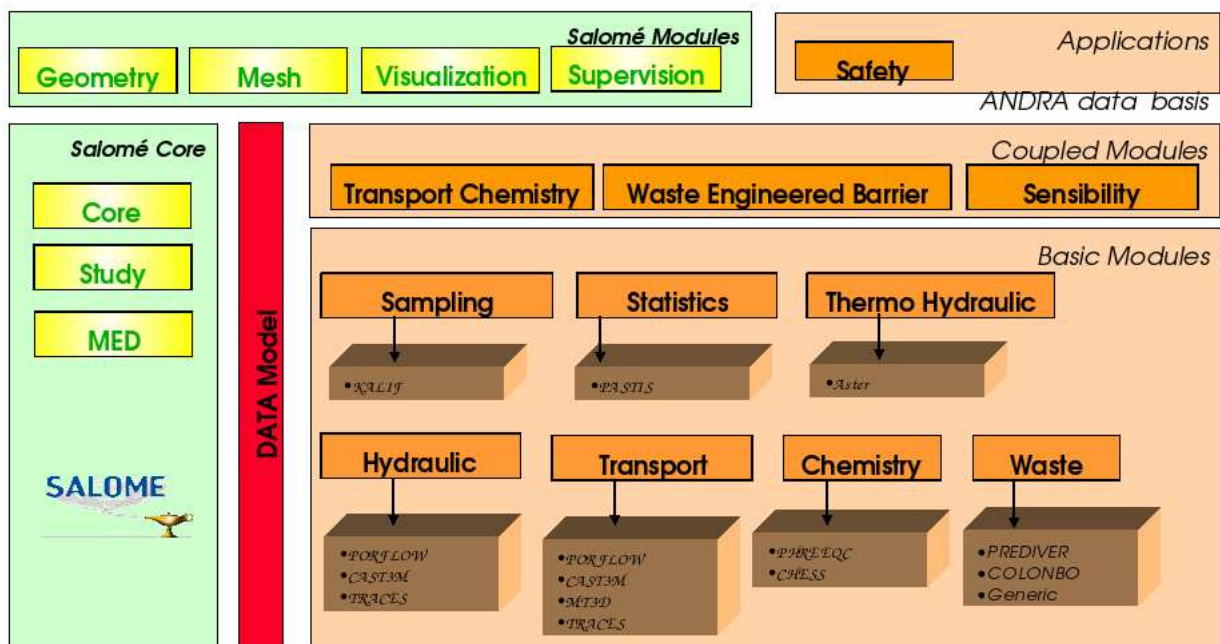 Salomé Modules
Geometry
Mesh
Visualization
Supervision
Applications
Safety
ANDRA data basis
Salomé Core
Core
Study
MED
SALOME
DATA Model
Coupled Modules
Transport Chemistry
Waste Engineered Barrier
Sensibility
Basic Modules
Sampling
•KALIF
Statistics
•PASTIS
Thermo Hydraulic
•Aster
Hydraulic
•PORFLOW
•CAST3M
•TRACES
Transport
•PORFLOW
•CAST3M
•MT3D
•TRACES
Chemistry
•PHREEQC
•CHESS
Waste
•PREDIVER
•COLONBO
•Generic